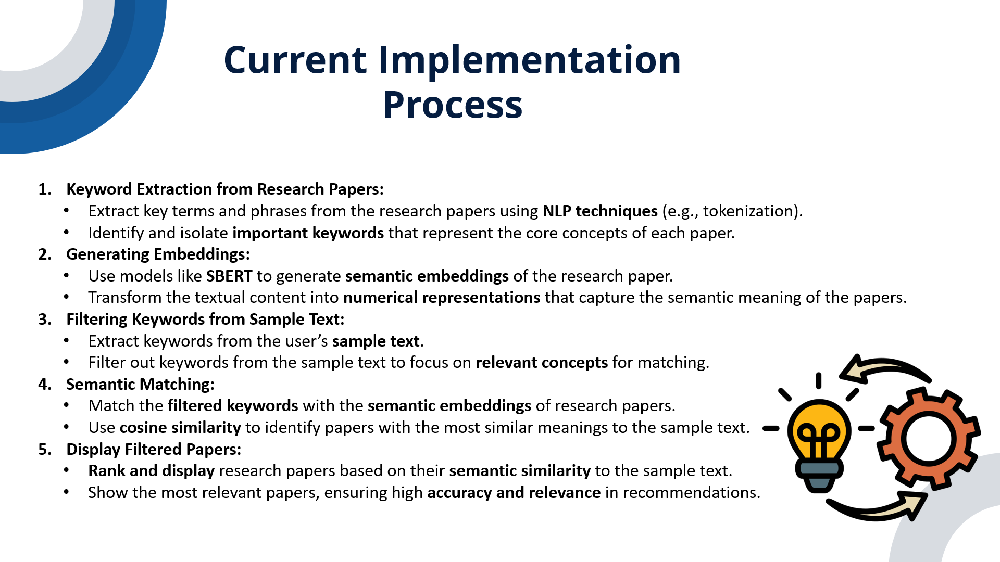 Current Implementation
Process
1. Keyword Extraction from Research Papers:
• Extract key terms and phrases from the research papers using NLP techniques (e.g., tokenization).
• Identify and isolate important keywords that represent the core concepts of each paper.
2. Generating Embeddings:
• Use models like SBERT to generate semantic embeddings of the research paper.
• Transform the textual content into numerical representations that capture the semantic meaning of the papers.
3. Filtering Keywords from Sample Text:
• Extract keywords from the user’s sample text.
• Filter out keywords from the sample text to focus on relevant concepts for matching.
4. Semantic Matching:
• Match the filtered keywords with the semantic embeddings of research papers.
• Use cosine similarity to identify papers with the most similar meanings to the sample text.
5. Display Filtered Papers:
• Rank and display research papers based on their semantic similarity to the sample text.
• Show the most relevant papers, ensuring high accuracy and relevance in recommendations.